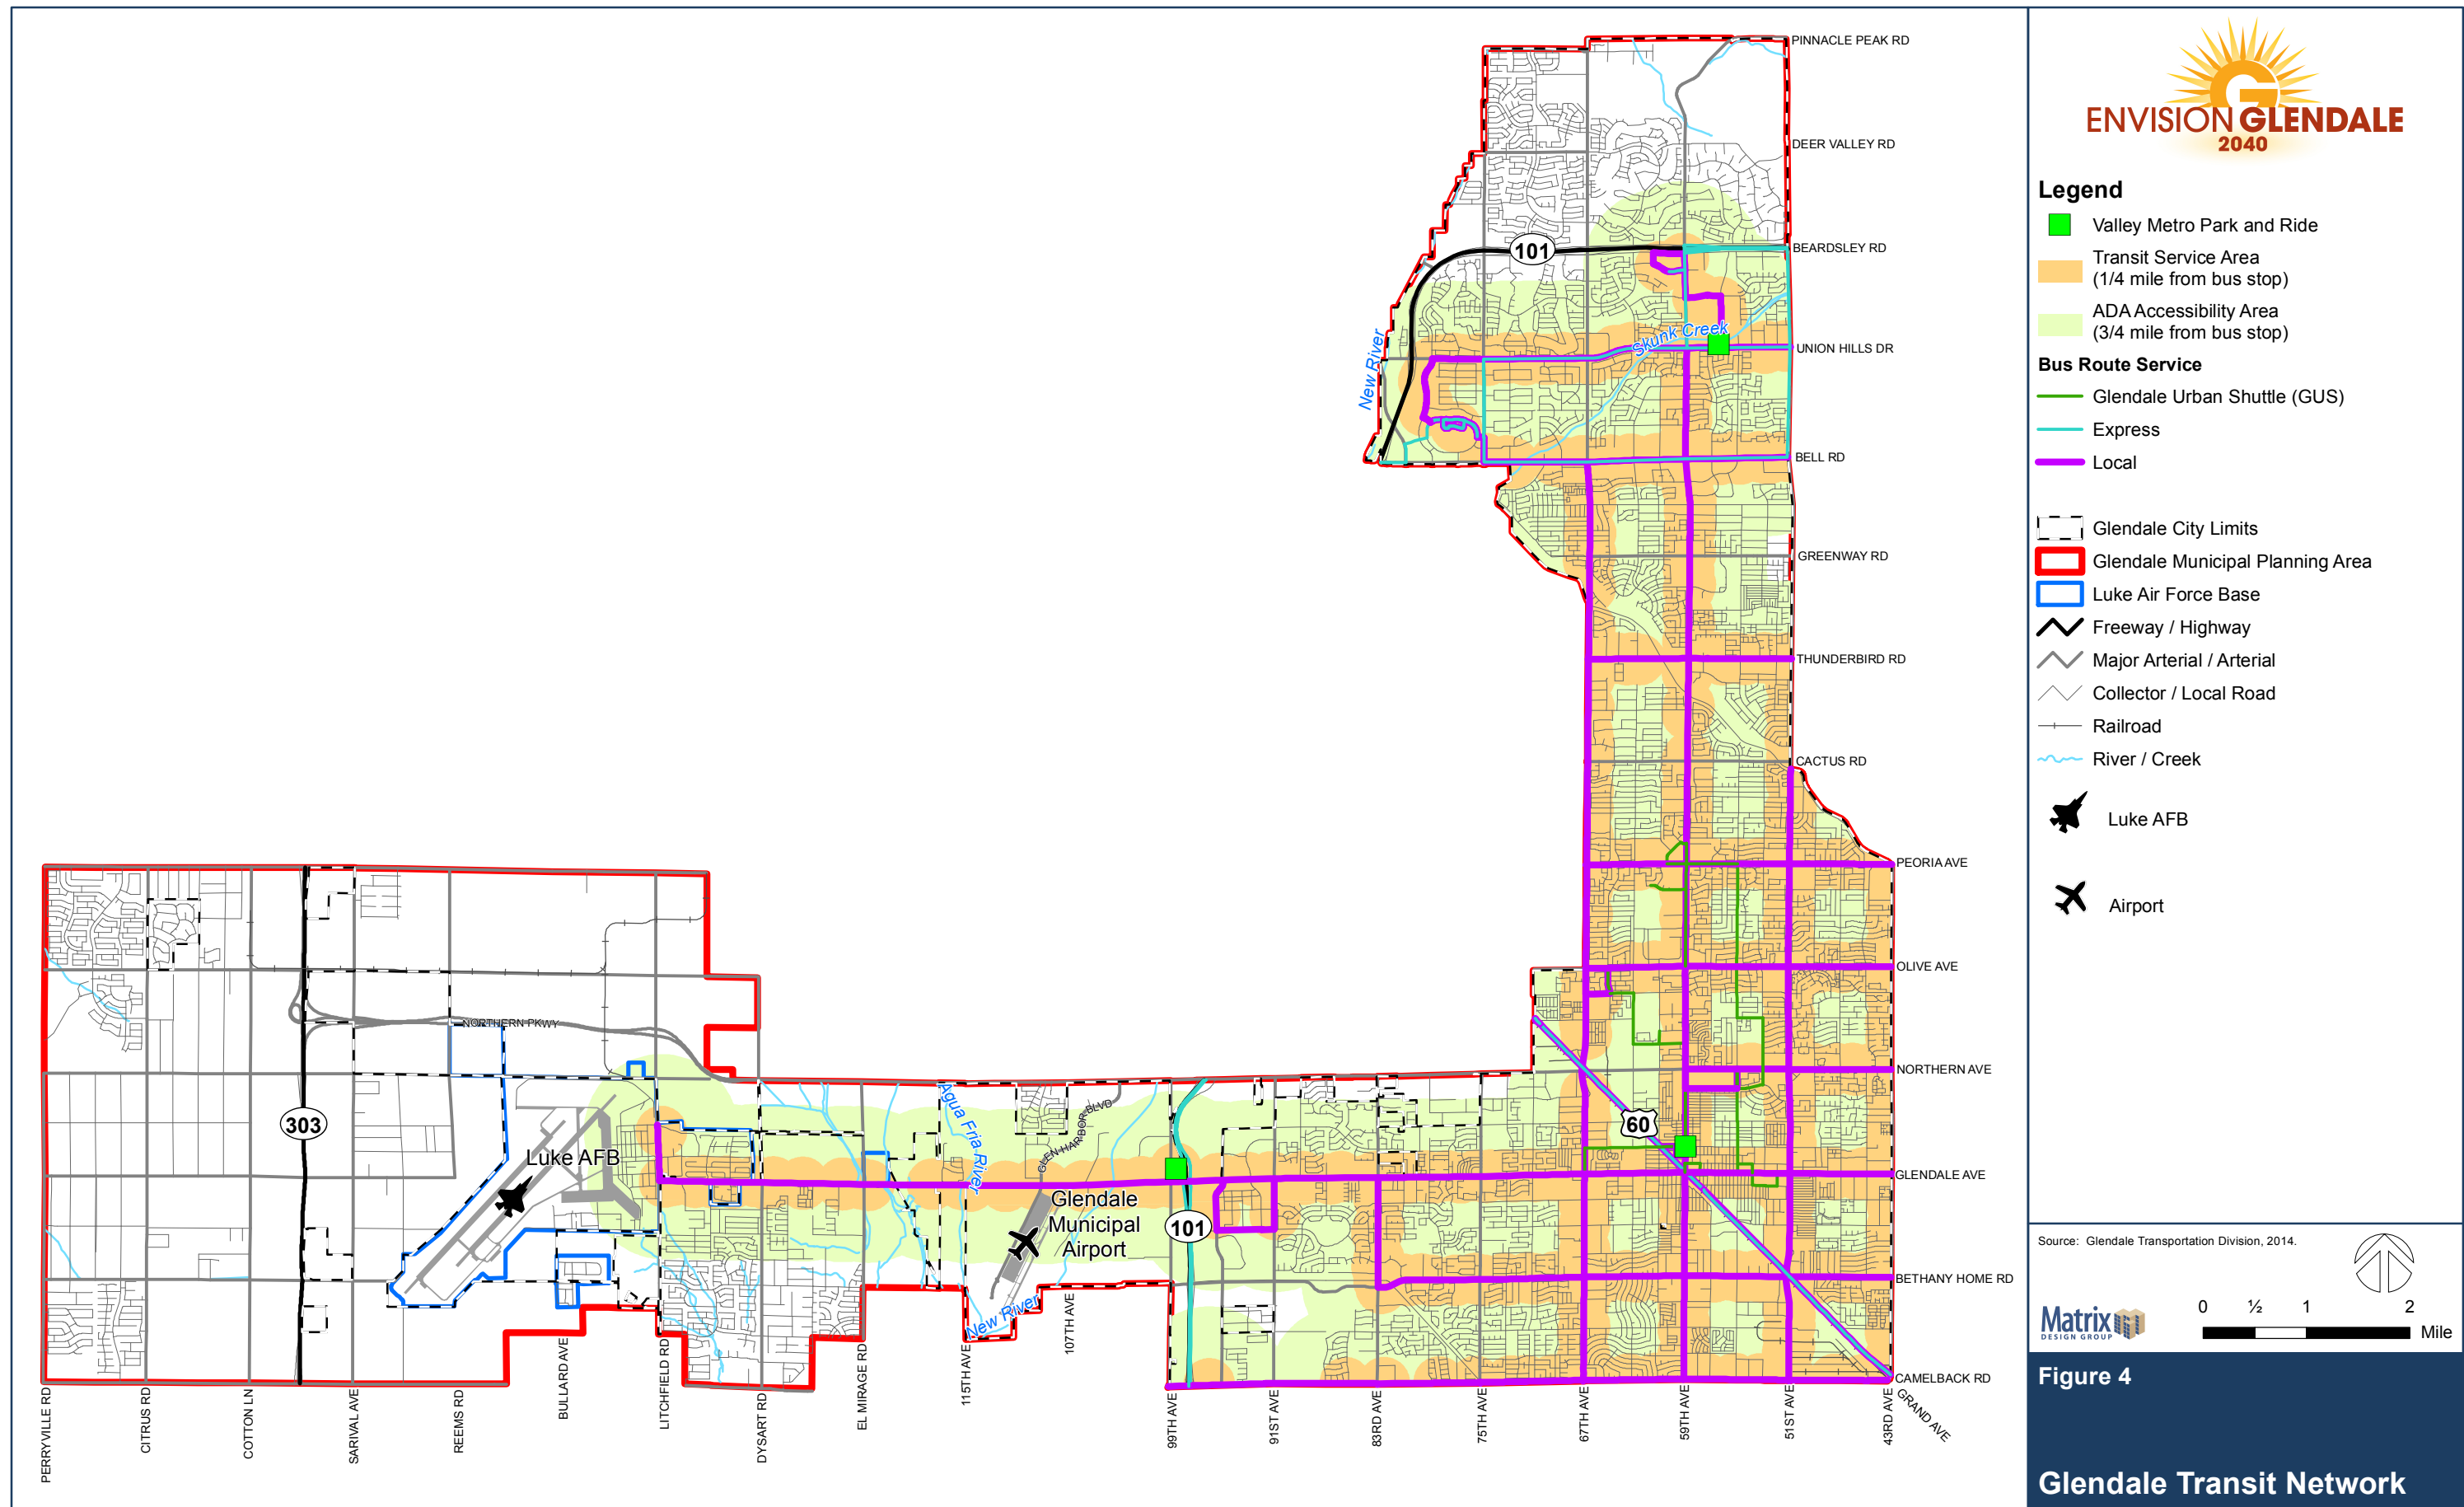 PINNACLE PEAK RD
DEER VALLEY RD
101
BEARDSLEY RD
Skunk Creek
New River
UNION HILLS DR
BELL RD
GREENWAY RD
THUNDERBIRD RD
CACTUS RD
PEORIA AVE
OLIVE AVE
NORTHERN PKWY
NORTHERN AVE
303
Luke AFB
Agua Fria River
GLEN HARBOR BLVD
60
GLENDALE AVE
Glendale
Municipal
Airport
101
BETHANY HOME RD
New River
CAMELBACK RD
PERRYVILLE RD
CITRUS RD
COTTON LN
SARIVAL AVE
REEMS RD
BULLARD AVE
LITCHFIELD RD
DYSART RD
EL MIRAGE RD
115TH AVE
107TH AVE
99TH AVE
91ST AVE
83RD AVE
75TH AVE
67TH AVE
59TH AVE
51ST AVE
43RD AVE
GRAND AVE
ENVISION GLENDALE
2040
Legend
Valley Metro Park and Ride
Transit Service Area
(1/4 mile from bus stop)
ADA Accessibility Area
(3/4 mile from bus stop)
Bus Route Service
Glendale Urban Shuttle (GUS)
Express
Local
Glendale City Limits
Glendale Municipal Planning Area
Luke Air Force Base
Freeway / Highway
Major Arterial / Arterial
Collector / Local Road
Railroad
River / Creek
Luke AFB
Airport
Source: Glendale Transportation Division, 2014.
Matrix
DESIGN GROUP
0 ½ 1 2
Mile
Figure 4
Glendale Transit Network